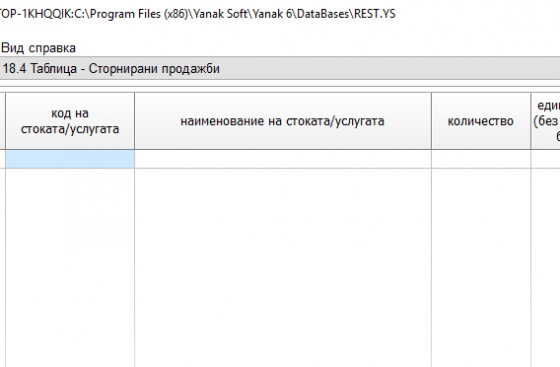 TOP-1KHQQIK:C:\Program Files (x86)\Yanak Soft\Yanak 6\DataBases\REST.YS
Вид справка
18.4 Таблица - Сторнирани продажби
код на
стоката/услугата
наименование на стоката/услугата
количество
един
(без